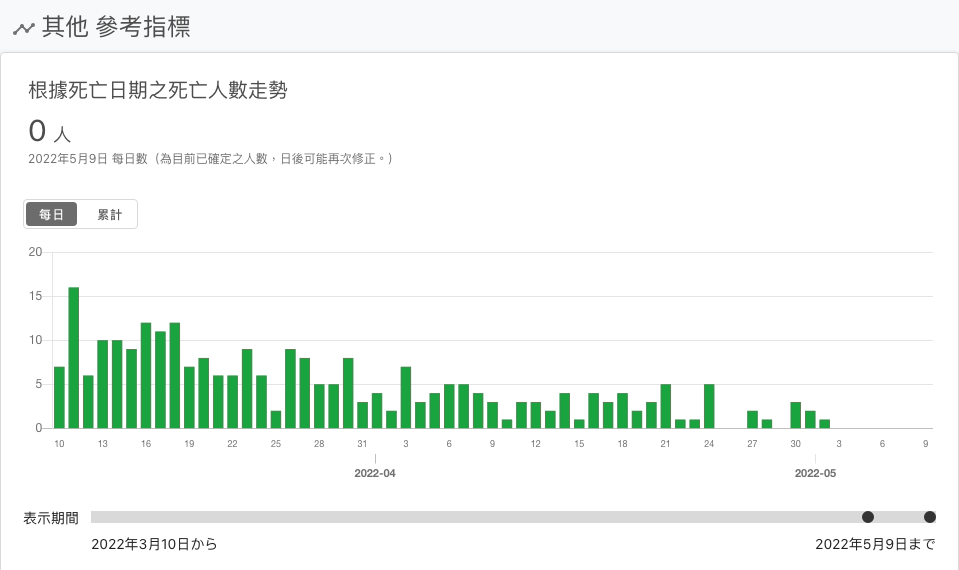 其他 參考指標
根據死亡日期之死亡人數走勢
0 人
2022年5月9日 每日數（為目前已確定之人數，日後可能再次修正。）
每日 累計
20
15
10
5
0
10 13 16 19 22 25 28 31 3 6 9 12 15 18 21 24 27 30 3 6 9
2022-04 2022-05
表示期間
2022年3月10日から 2022年5月9日まで